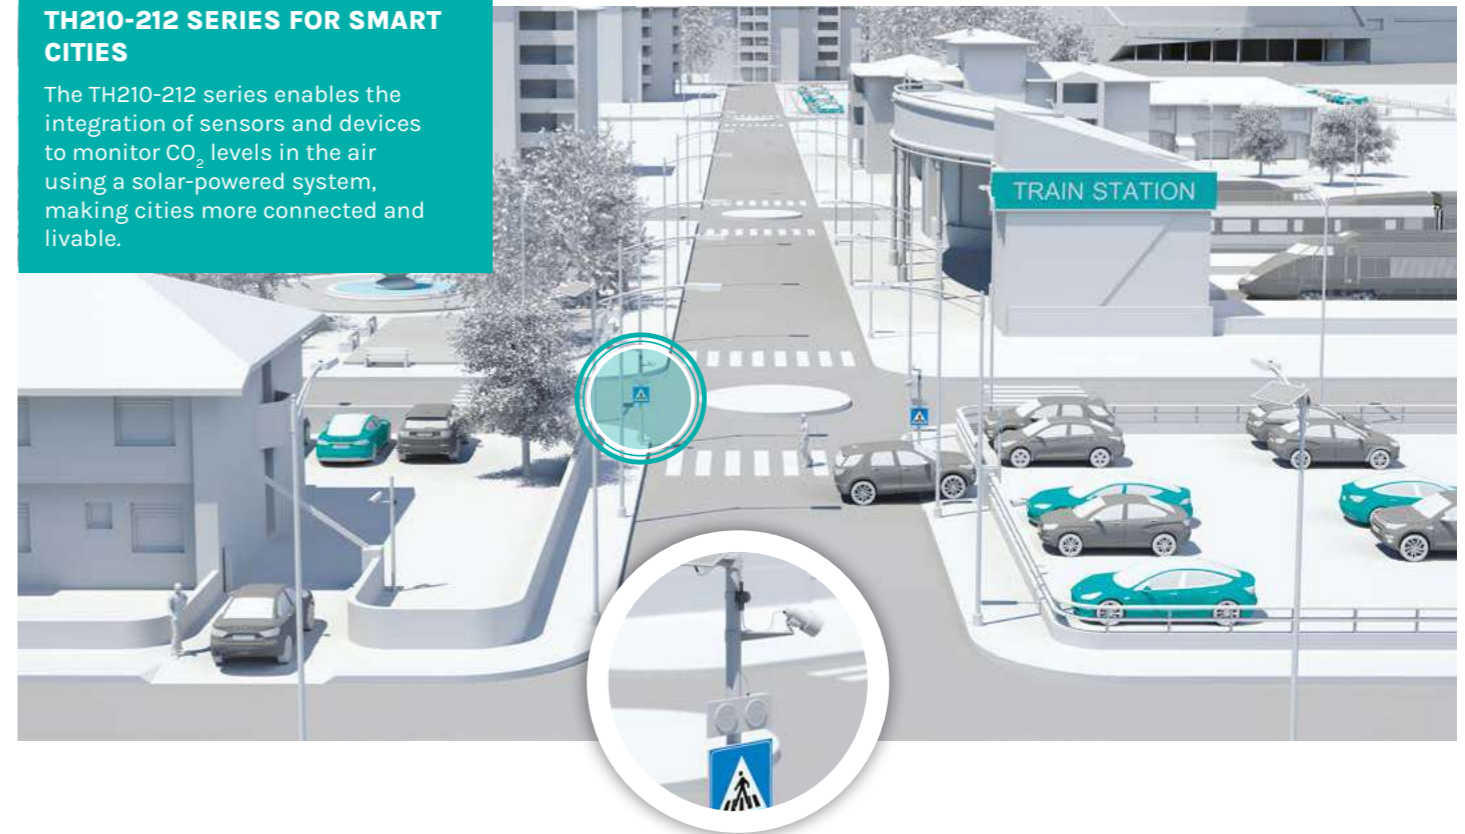 TH210-212 SERIES FOR SMART
CITIES
The TH210-212 series enables the
integration of sensors and devices
to monitor CO₂ levels in the air
using a solar-powered system,
making cities more connected and
livable.
TRAIN STATION